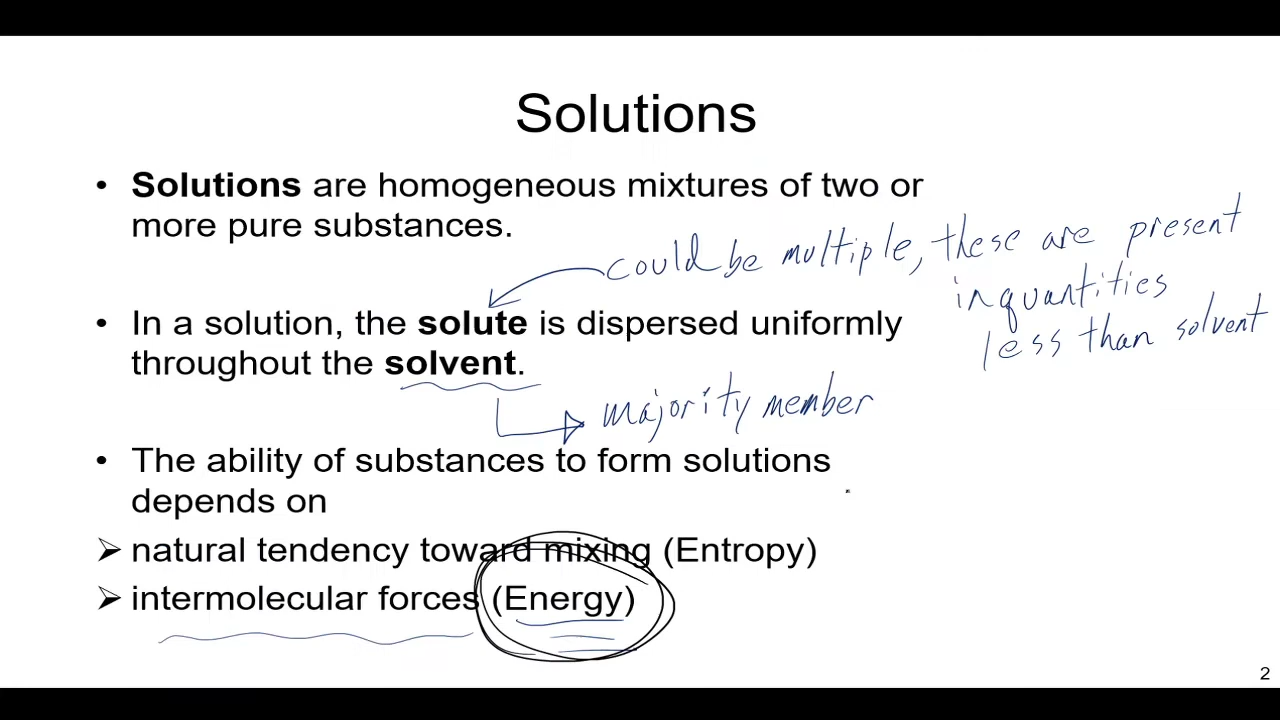 Solutions
• Solutions are homogeneous mixtures of two or
more pure substances.
could be multiple, these are present
in quantities
less than solvent
• In a solution, the solute is dispersed uniformly
throughout the solvent.
majority member
• The ability of substances to form solutions
depends on
➢ natural tendency toward mixing (Entropy)
➢ intermolecular forces (Energy)
2